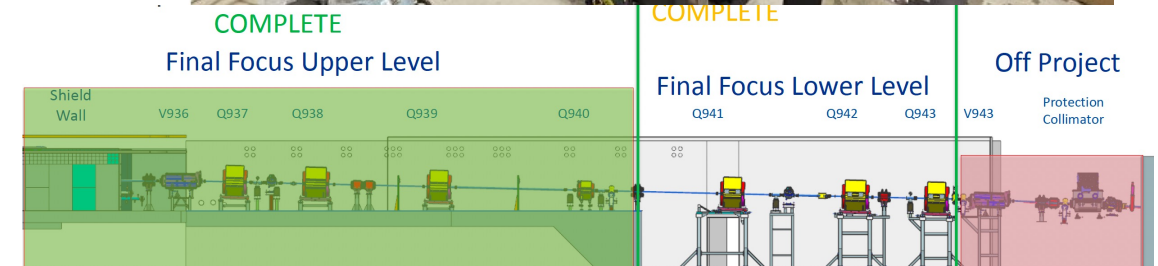 COMPLETE
COMPLETE
Final Focus Upper Level
Final Focus Lower Level
Off Project
Shield
Wall
V936
Q937
Q938
Q939
Q940
Q941
Q942
Q943
V943
Protection
Collimator